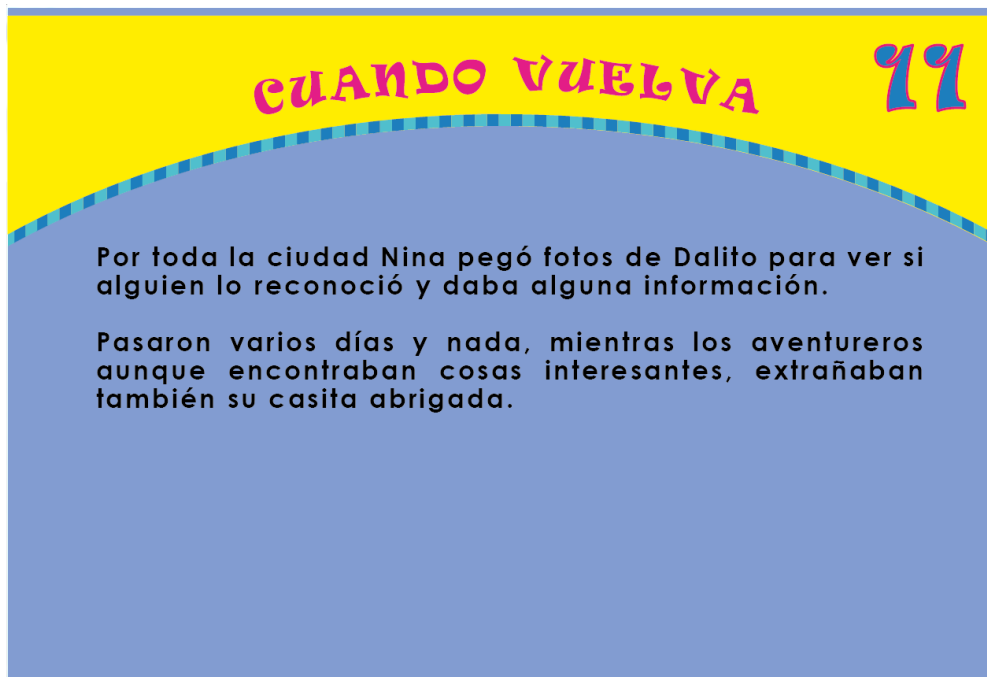 CUANDO VUELVA
11
Por toda la ciudad Nina pegó fotos de Dalito para ver si
alguien lo reconoció y daba alguna información.
Pasaron varios días y nada, mientras los aventureros
aunque encontraban cosas interesantes, extrañaban
también su casita abrigada.